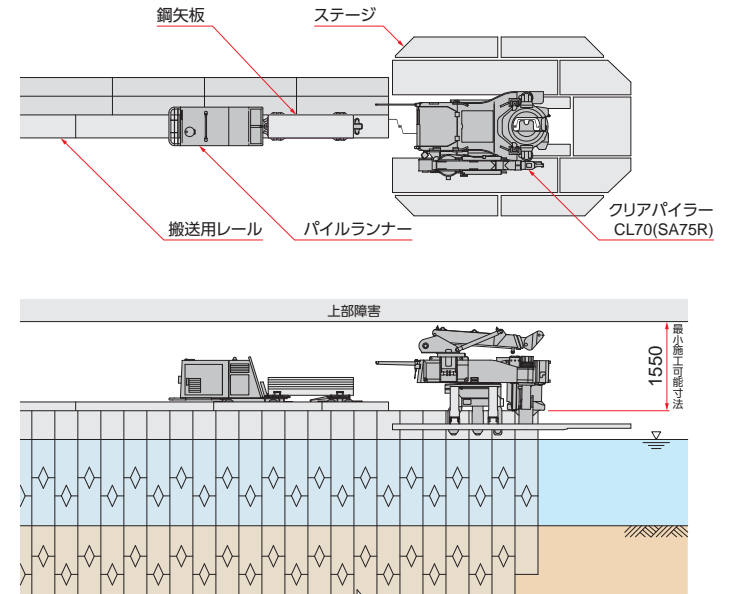 鋼矢板
ステージ
搬送用レール
パイルランナー
クリアパイラー
CL70(SA75R)
上部障害
1550
最小施工可能寸法